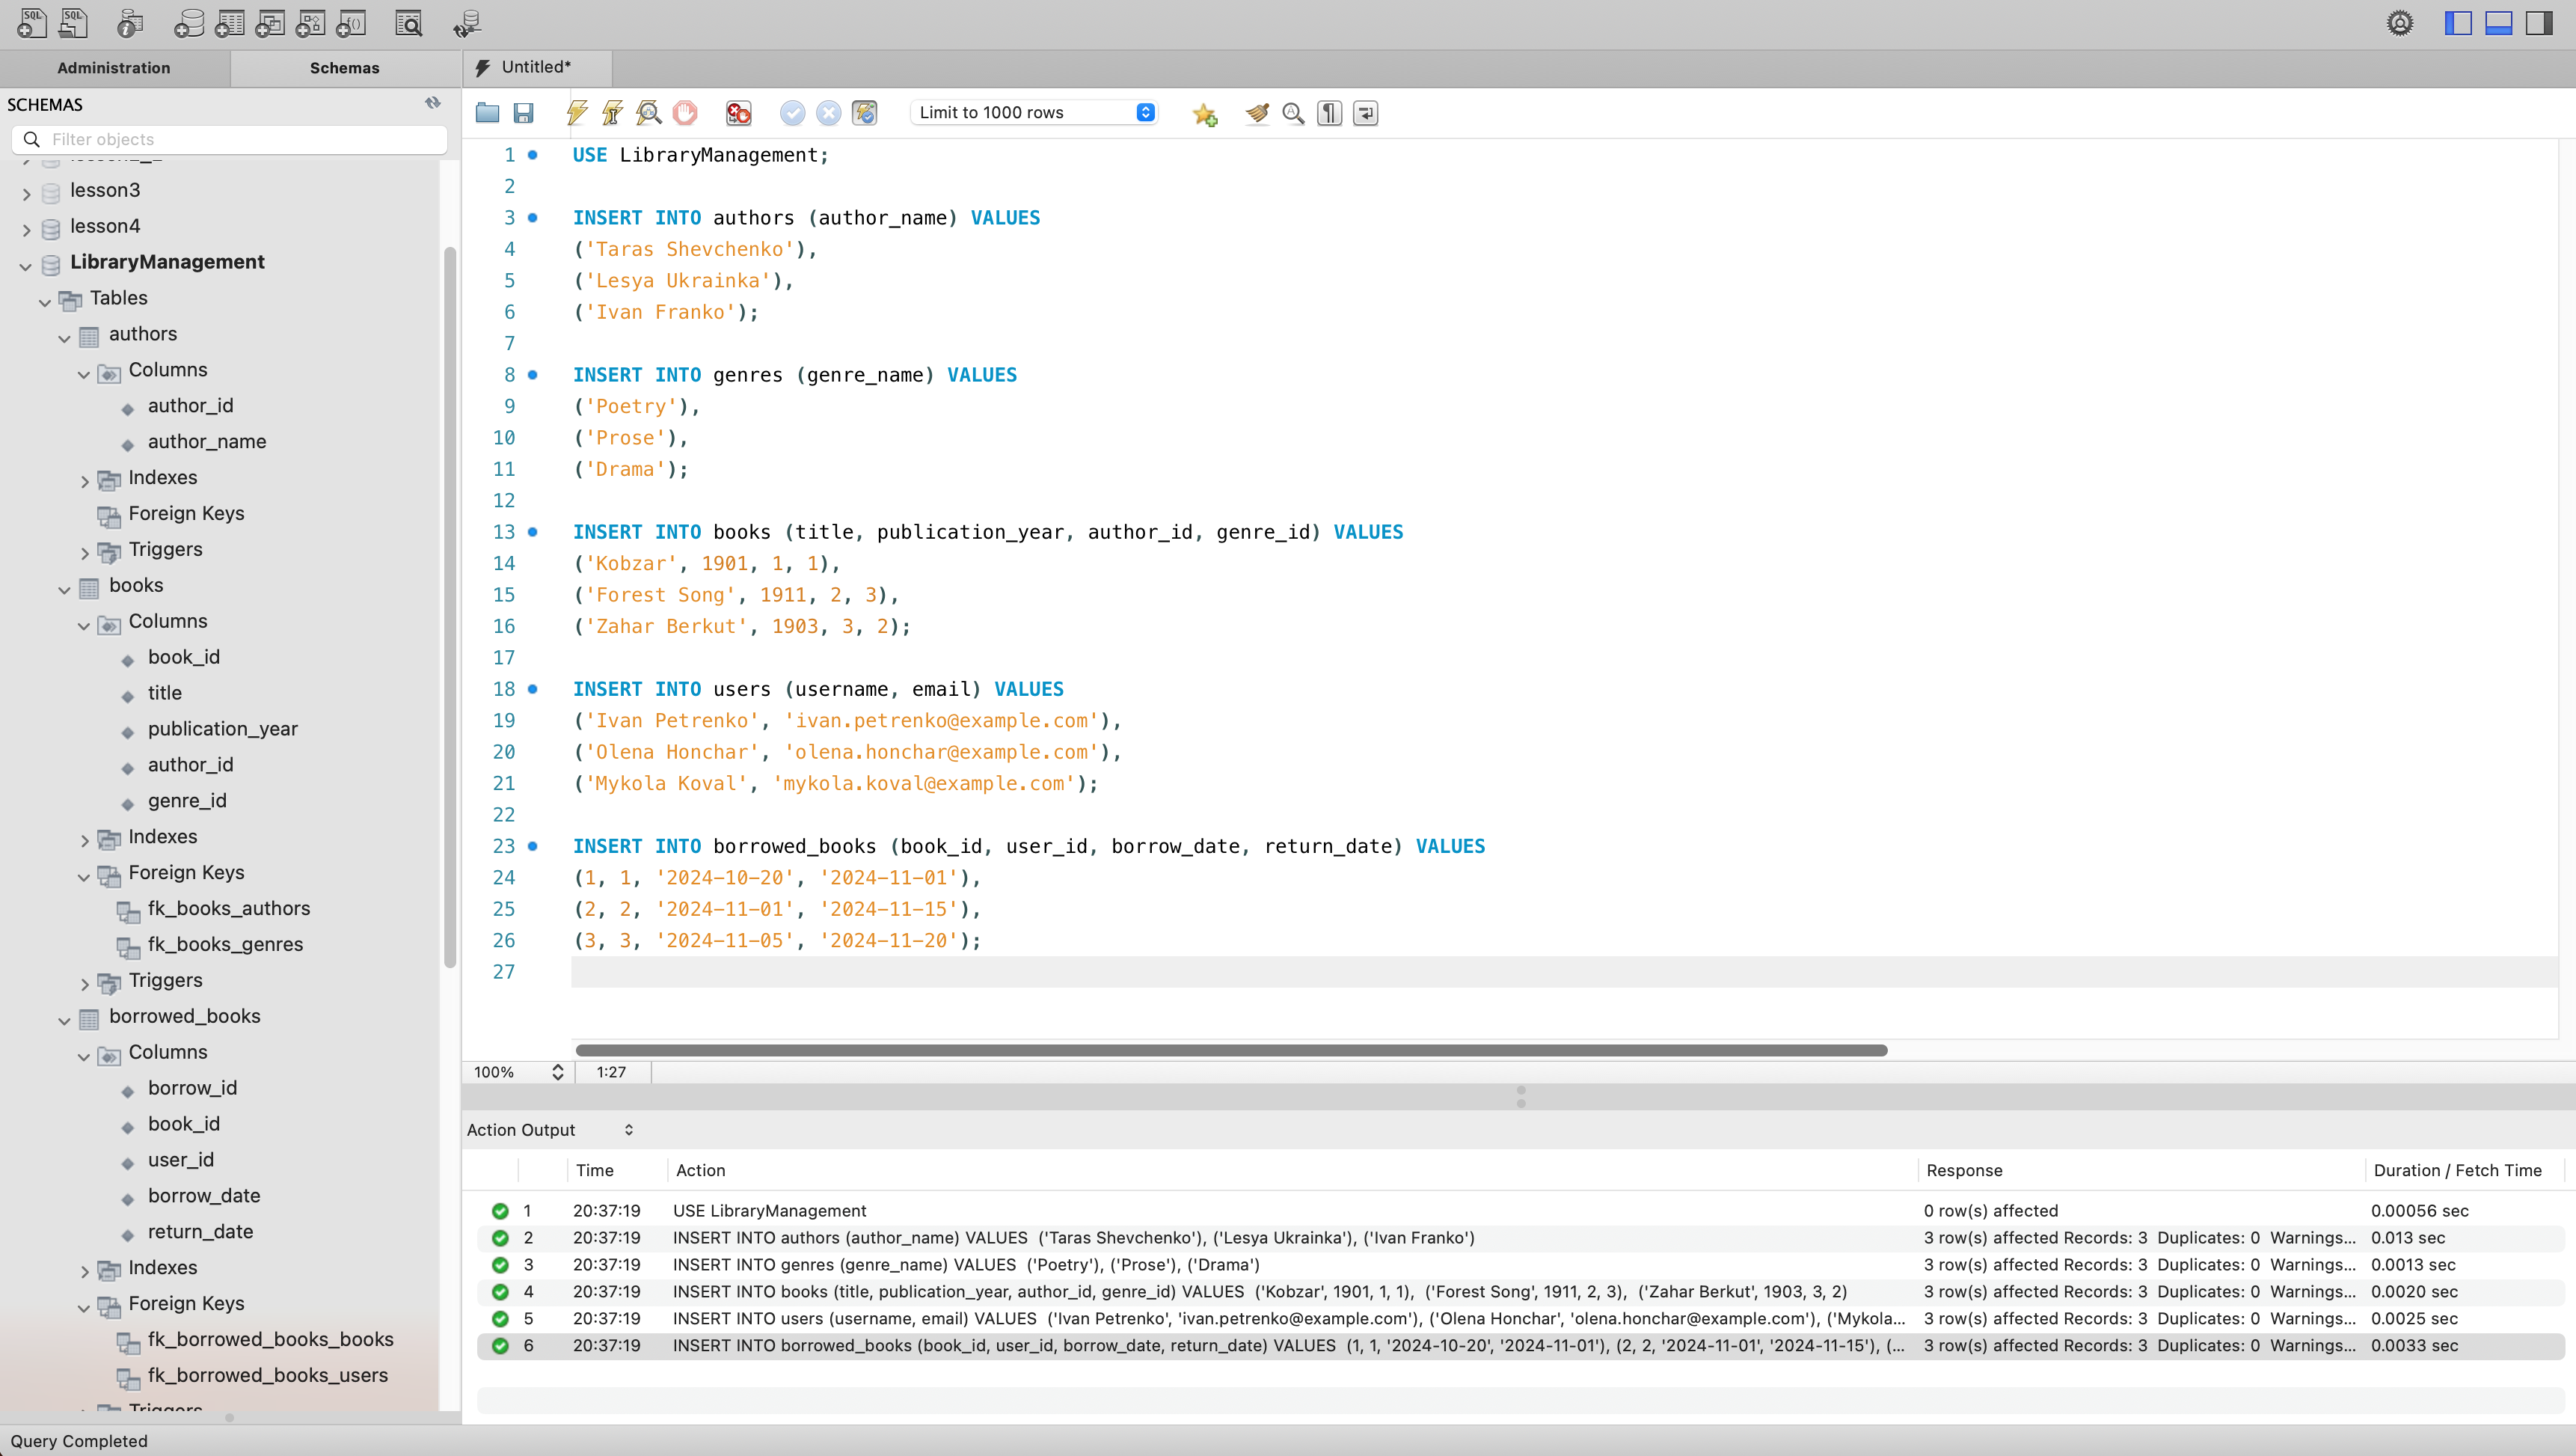 Administration
Schemas
Untitled*
SCHEMAS
Filter objects
Limit to 1000 rows
lesson3
lesson4
LibraryManagement
Tables
authors
Columns
author_id
author_name
Indexes
Foreign Keys
Triggers
books
Columns
book_id
title
publication_year
author_id
genre_id
Indexes
Foreign Keys
fk_books_authors
fk_books_genres
Triggers
borrowed_books
Columns
borrow_id
book_id
user_id
borrow_date
return_date
Indexes
Foreign Keys
fk_borrowed_books_books
fk_borrowed_books_users
Triggers
1 USE LibraryManagement;
2
3 INSERT INTO authors (author_name) VALUES
4 ('Taras Shevchenko'),
5 ('Lesya Ukrainka'),
6 ('Ivan Franko');
7
8 INSERT INTO genres (genre_name) VALUES
9 ('Poetry'),
10 ('Prose'),
11 ('Drama');
12
13 INSERT INTO books (title, publication_year, author_id, genre_id) VALUES
14 ('Kobzar', 1901, 1, 1),
15 ('Forest Song', 1911, 2, 3),
16 ('Zahar Berkut', 1903, 3, 2);
17
18 INSERT INTO users (username, email) VALUES
19 ('Ivan Petrenko', 'ivan.petrenko@example.com'),
20 ('Olena Honchar', 'olena.honchar@example.com'),
21 ('Mykola Koval', 'mykola.koval@example.com');
22
23 INSERT INTO borrowed_books (book_id, user_id, borrow_date, return_date) VALUES
24 (1, 1, '2024-10-20', '2024-11-01'),
25 (2, 2, '2024-11-01', '2024-11-15'),
26 (3, 3, '2024-11-05', '2024-11-20');
27
100% 1:27
Action Output
Time Action Response Duration / Fetch Time
1 20:37:19 USE LibraryManagement 0 row(s) affected 0.00056 sec
2 20:37:19 INSERT INTO authors (author_name) VALUES ('Taras Shevchenko'), ('Lesya Ukrainka'), ('Ivan Franko') 3 row(s) affected Records: 3 Duplicates: 0 Warnings... 0.013 sec
3 20:37:19 INSERT INTO genres (genre_name) VALUES ('Poetry'), ('Prose'), ('Drama') 3 row(s) affected Records: 3 Duplicates: 0 Warnings... 0.0013 sec
4 20:37:19 INSERT INTO books (title, publication_year, author_id, genre_id) VALUES ('Kobzar', 1901, 1, 1), ('Forest Song', 1911, 2, 3), ('Zahar Berkut', 1903, 3, 2) 3 row(s) affected Records: 3 Duplicates: 0 Warnings... 0.0020 sec
5 20:37:19 INSERT INTO users (username, email) VALUES ('Ivan Petrenko', 'ivan.petrenko@example.com'), ('Olena Honchar', 'olena.honchar@example.com'), ('Mykola... 3 row(s) affected Records: 3 Duplicates: 0 Warnings... 0.0025 sec
6 20:37:19 INSERT INTO borrowed_books (book_id, user_id, borrow_date, return_date) VALUES (1, 1, '2024-10-20', '2024-11-01'), (2, 2, '2024-11-01', '2024-11-15'), (... 3 row(s) affected Records: 3 Duplicates: 0 Warnings... 0.0033 sec
Query Completed